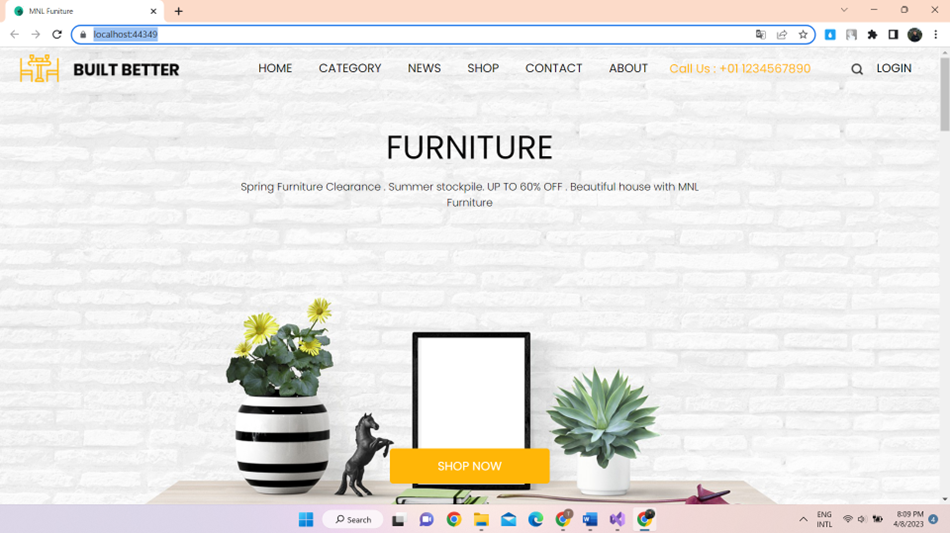 MNL Funiture
localhost:44349
BUILT BETTER
HOME
CATEGORY
NEWS
SHOP
CONTACT
ABOUT
Call Us : +01 1234567890
LOGIN
FURNITURE
Spring Furniture Clearance . Summer stockpile. UP TO 60% OFF . Beautiful house with MNL
Furniture
SHOP NOW
Search
ENG
INTL
8:09 PM
4/8/2023
4